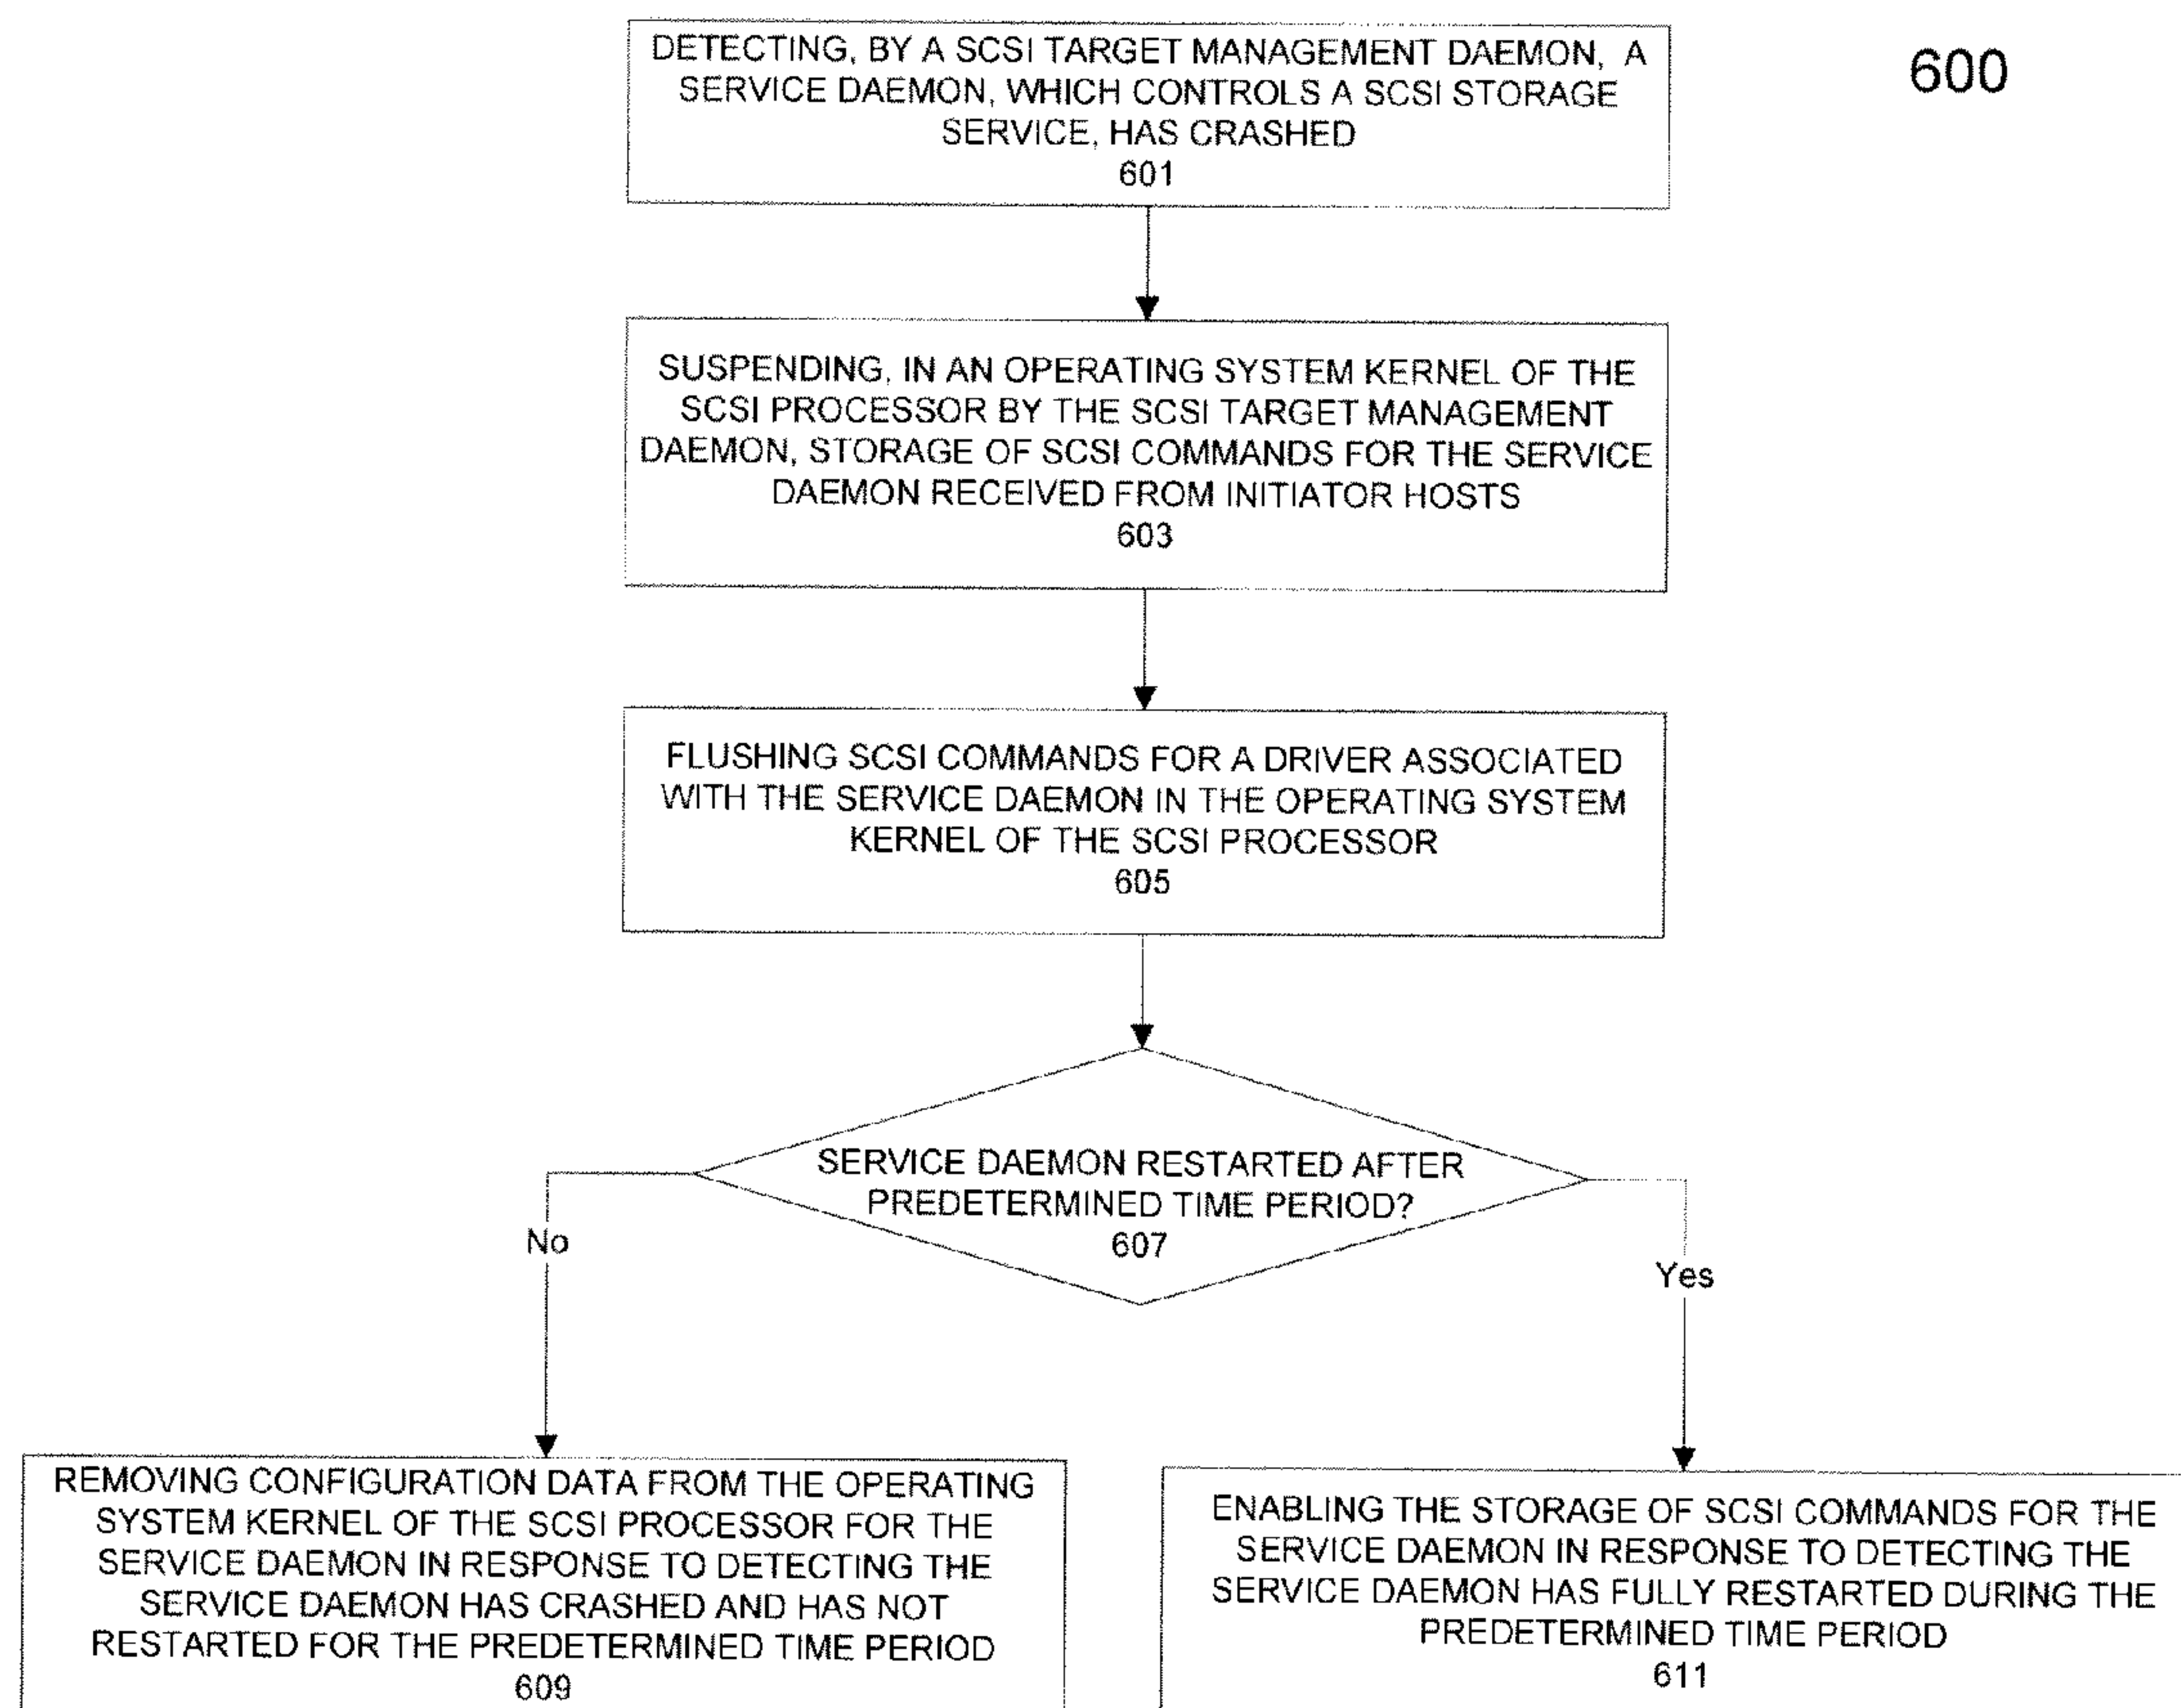 600
DETECTING, BY A SCSI TARGET MANAGEMENT DAEMON, A
SERVICE DAEMON, WHICH CONTROLS A SCSI STORAGE
SERVICE, HAS CRASHED
601
SUSPENDING, IN AN OPERATING SYSTEM KERNEL OF THE
SCSI PROCESSOR BY THE SCSI TARGET MANAGEMENT
DAEMON, STORAGE OF SCSI COMMANDS FOR THE SERVICE
DAEMON RECEIVED FROM INITIATOR HOSTS
603
FLUSHING SCSI COMMANDS FOR A DRIVER ASSOCIATED
WITH THE SERVICE DAEMON IN THE OPERATING SYSTEM
KERNEL OF THE SCSI PROCESSOR
605
SERVICE DAEMON RESTARTED AFTER
PREDETERMINED TIME PERIOD?
607
No
Yes
REMOVING CONFIGURATION DATA FROM THE OPERATING
SYSTEM KERNEL OF THE SCSI PROCESSOR FOR THE
SERVICE DAEMON IN RESPONSE TO DETECTING THE
SERVICE DAEMON HAS CRASHED AND HAS NOT
RESTARTED FOR THE PREDETERMINED TIME PERIOD
609
ENABLING THE STORAGE OF SCSI COMMANDS FOR THE
SERVICE DAEMON IN RESPONSE TO DETECTING THE
SERVICE DAEMON HAS FULLY RESTARTED DURING THE
PREDETERMINED TIME PERIOD
611